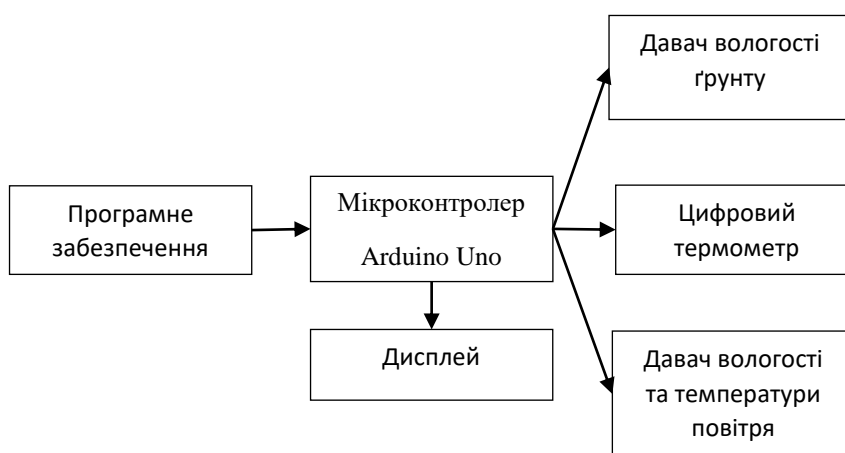 Давач вологості
ґрунту
Програмне
забезпечення
Мікроконтролер
Arduino Uno
Цифровий
термометр
Дисплей
Давач вологості
та температури
повітря